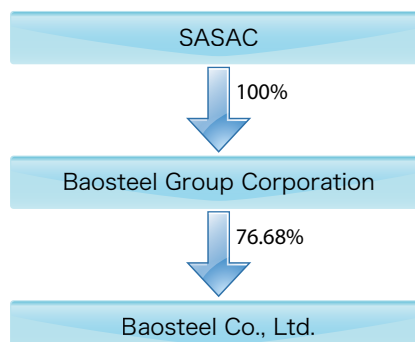 SASAC
100%
Baosteel Group Corporation
76.68%
Baosteel Co., Ltd.